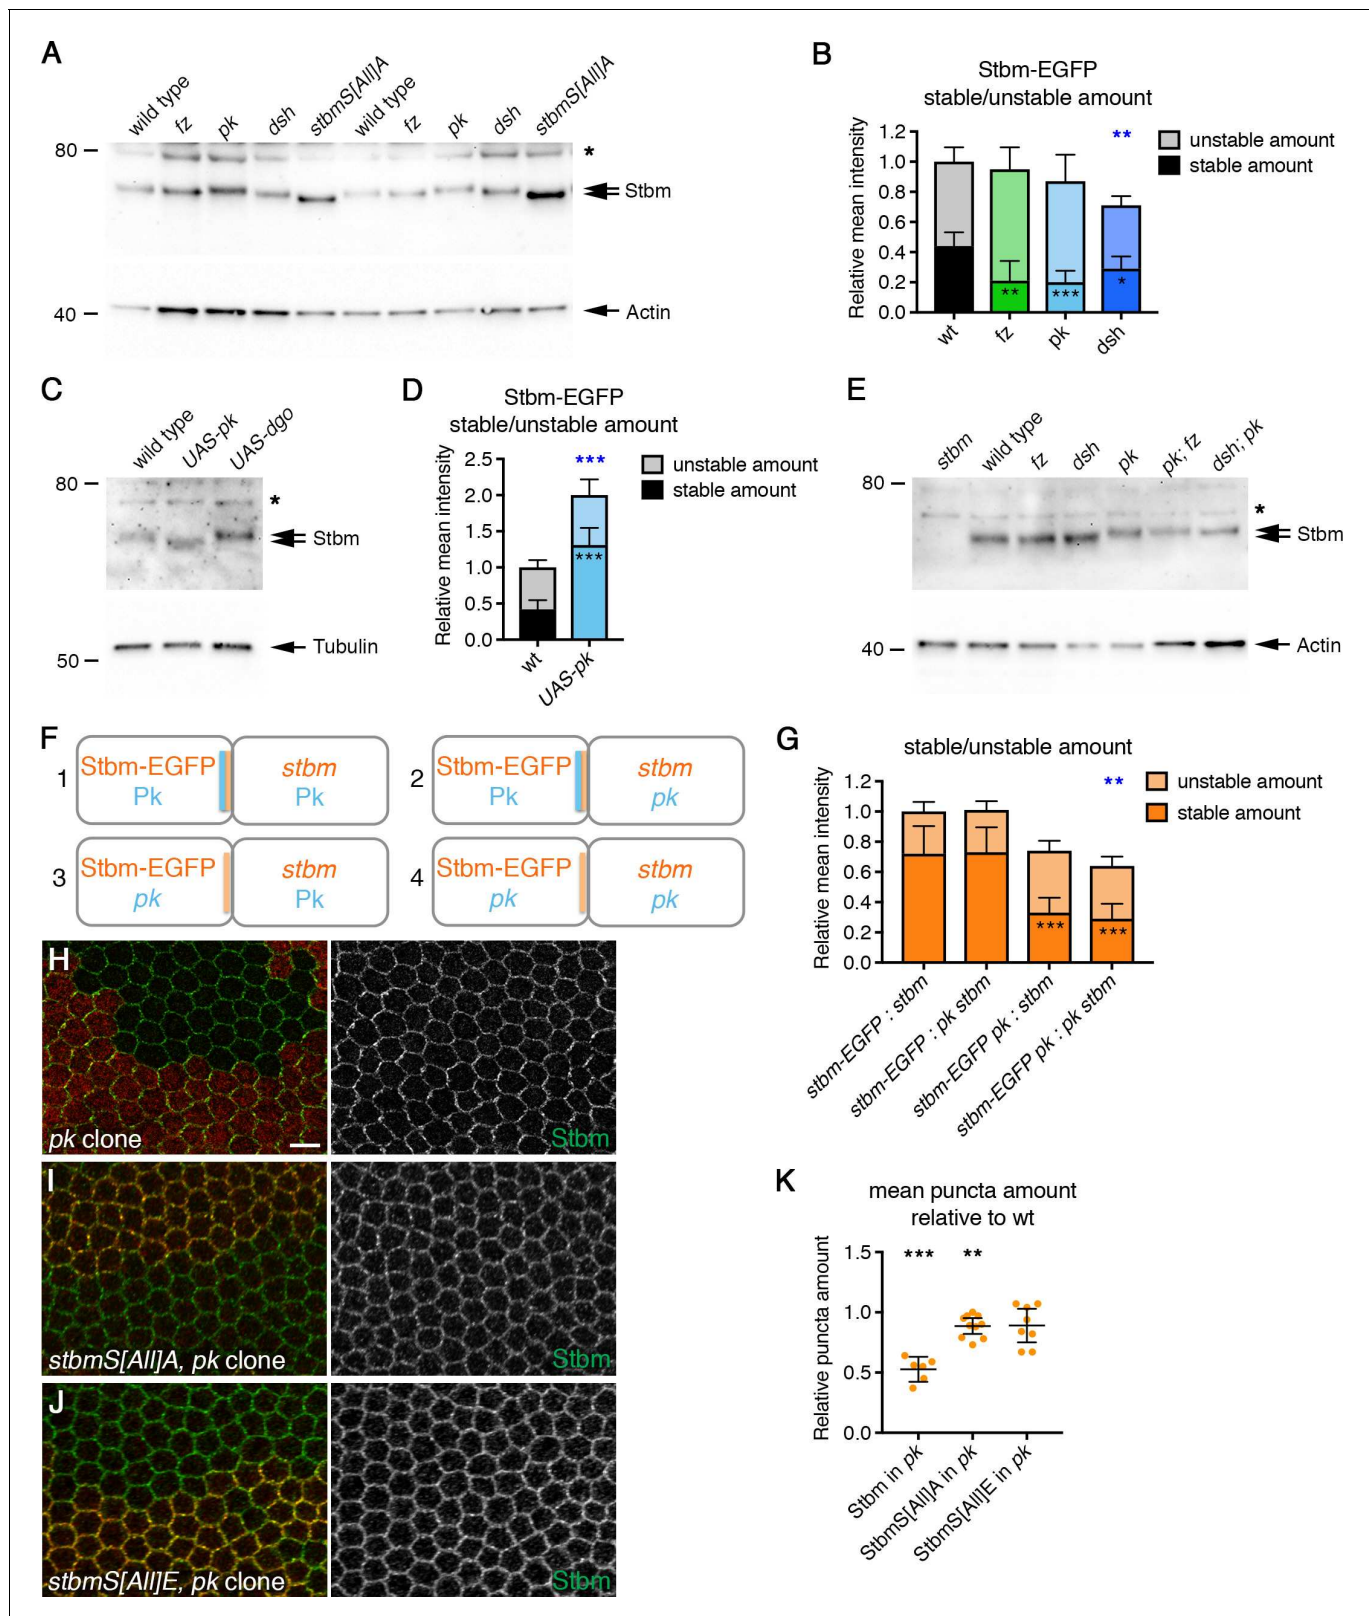 A
wild type
fz
pk
dsh
stbmS[All]A
wild type
fz
pk
dsh
stbmS[All]A
80
*
Stbm
40
Actin
B
Stbm-EGFP
stable/unstable amount
Relative mean intensity
1.2
1.0
0.8
0.6
0.4
0.2
0.0
**
**
***
*
unstable amount
stable amount
wt
fz
pk
dsh
C
wild type
UAS-pk
UAS-dgo
80
*
Stbm
50
Tubulin
D
Stbm-EGFP
stable/unstable amount
Relative mean intensity
2.5
2.0
1.5
1.0
0.5
0.0
***
***
unstable amount
stable amount
wt
UAS-pk
E
stbm
wild type
fz
dsh
pk
pk; fz
dsh; pk
80
*
Stbm
40
Actin
F
1
Stbm-EGFP
Pk
stbm
Pk
2
Stbm-EGFP
Pk
stbm
pk
3
Stbm-EGFP
pk
stbm
Pk
4
Stbm-EGFP
pk
stbm
pk
G
stable/unstable amount
Relative mean intensity
1.2
1.0
0.8
0.6
0.4
0.2
0.0
**
***
***
unstable amount
stable amount
stbm-EGFP : stbm
stbm-EGFP : pk stbm
stbm-EGFP pk : stbm
stbm-EGFP pk : pk stbm
H
pk clone
Stbm
I
stbmS[All]A, pk clone
Stbm
J
stbmS[All]E, pk clone
Stbm
K
mean puncta amount
relative to wt
Relative puncta amount
1.5
1.0
0.5
0.0
***
**
Stbm in pk
StbmS[All]A in pk
StbmS[All]E in pk